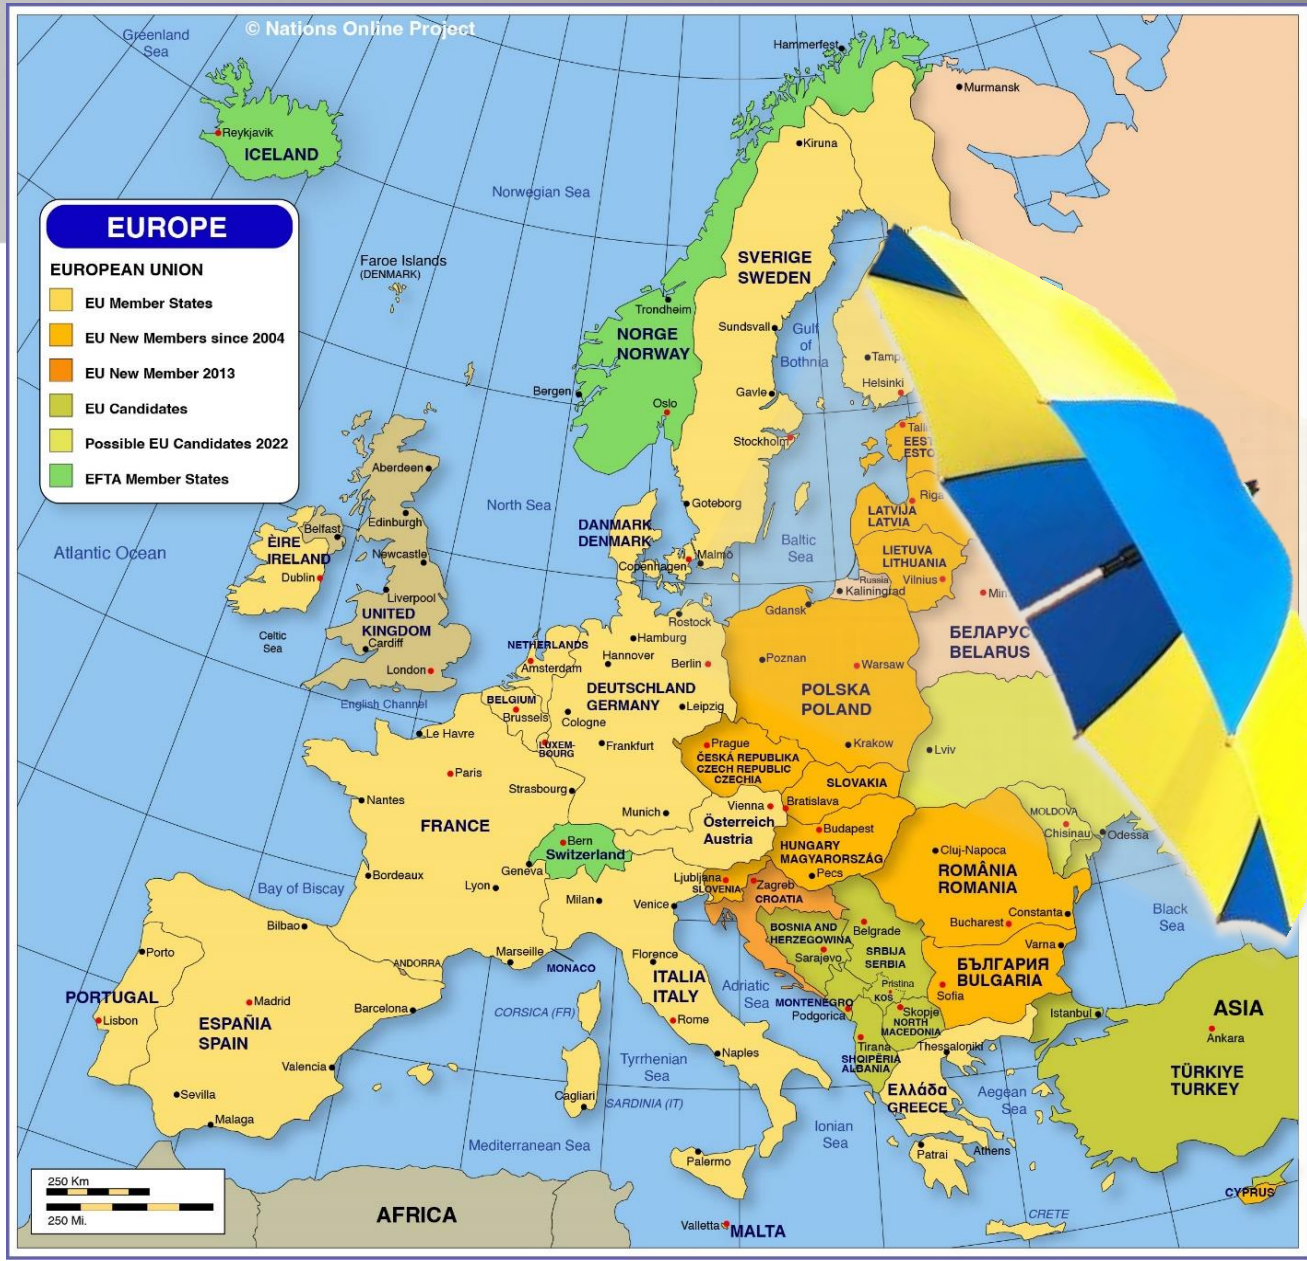 © Nations Online Project
Greenland
Sea
Hammerfest
Murmansk
Reykjavik
ICELAND
Kiruna
Norwegian Sea
EUROPE
EUROPEAN UNION
EU Member States
EU New Members since 2004
EU New Member 2013
EU Candidates
Possible EU Candidates 2022
EFTA Member States
Faroe Islands
(DENMARK)
SVERIGE
SWEDEN
Trondheim
NORGE
NORWAY
Sundsvall
Gulf
of
Bothnia
Tamp
Helsinki
Bergen
Gavle
Oslo
Stockholm
Tall
EEST
ESTO
Aberdeen
North Sea
Goteborg
Riga
LATVIJA
LATVIA
Edinburgh
Belfast
DANMARK
DENMARK
Baltic
Sea
Atlantic Ocean
ÈIRE
IRELAND
Newcastle
Malmö
Copenhagen
LIETUVA
LITHUANIA
Vilnius
Dublin
Liverpool
Russia
Kaliningrad
Min
Celtic
Sea
UNITED
KINGDOM
Cardiff
Gdansk
Rostock
Hamburg
БЕЛАРУС
BELARUS
NETHERLANDS
Amsterdam
Hannover
Berlin
Poznan
Warsaw
London
English Channel
BELGIUM
Brussels
DEUTSCHLAND
GERMANY
Leipzig
POLSKA
POLAND
Cologne
Le Havre
LUXEM-
BOURG
Frankfurt
Prague
Krakow
Lviv
ČESKÁ REPUBLIKA
CZECH REPUBLIC
CZECHIA
Paris
SLOVAKIA
Strasbourg
Nantes
Munich
Vienna
Bratislava
Österreich
Austria
MOLDOVA
Chisinau
Odessa
FRANCE
Budapest
Bern
Switzerland
HUNGARY
MAGYARORSZÁG
Cluj-Napoca
Geneva
Pecs
ROMÂNIA
ROMANIA
Bordeaux
Lyon
Ljubljana
SLOVENIA
Zagreb
CROATIA
Bay of Biscay
Milan
Venice
Constanta
Bucharest
Black
Sea
Bilbao
BOSNIA AND
HERZEGOWINA
Belgrade
SRBIJA
SERBIA
Varna
Porto
Marseille
Florence
Sarajevo
ANDORRA
MONACO
ITALIA
ITALY
БЪЛГАРИЯ
BULGARIA
Pristina
KOS
Sofia
Adriatic
Sea
PORTUGAL
Lisbon
Madrid
Barcelona
CORSICA (FR)
Rome
MONTENEGRO
Podgorica
Skopje
NORTH
MACEDONIA
Istanbul
ASIA
Ankara
ESPAÑIA
SPAIN
Tirana
SHQIPËRIA
ALBANIA
Thessaloniki
Naples
Tyrrhenian
Sea
Valencia
TÜRKIYE
TURKEY
Sevilla
Cagliari
SARDINIA (IT)
Ελλάδα
GREECE
Aegean
Sea
Malaga
Ionian
Sea
Mediterranean Sea
Palermo
Patrai
Athens
250 Km
250 Mi.
CYPRUS
AFRICA
CRETE
Valletta
MALTA